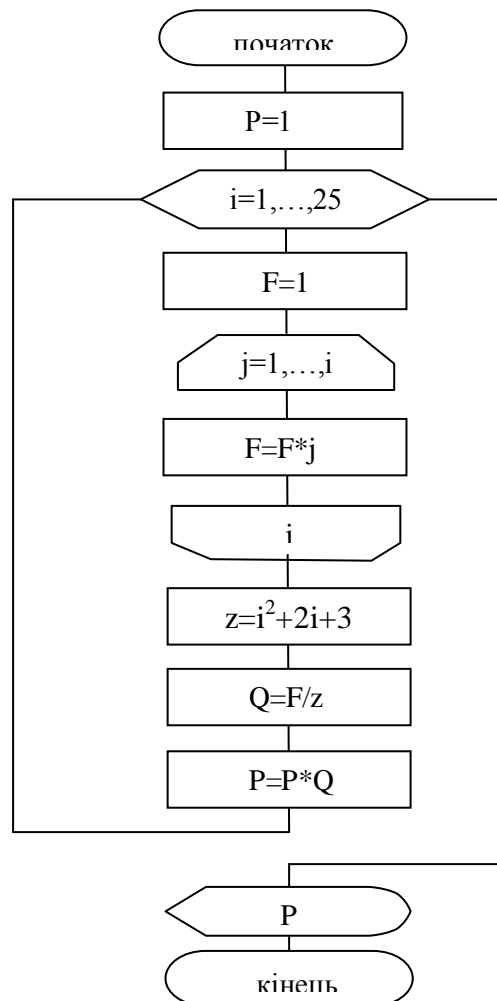 початок
P=1
i=1,…,25
F=1
j=1,…,i
F=F*j
j
z=i²+2i+3
Q=F/z
P=P*Q
P
кінець